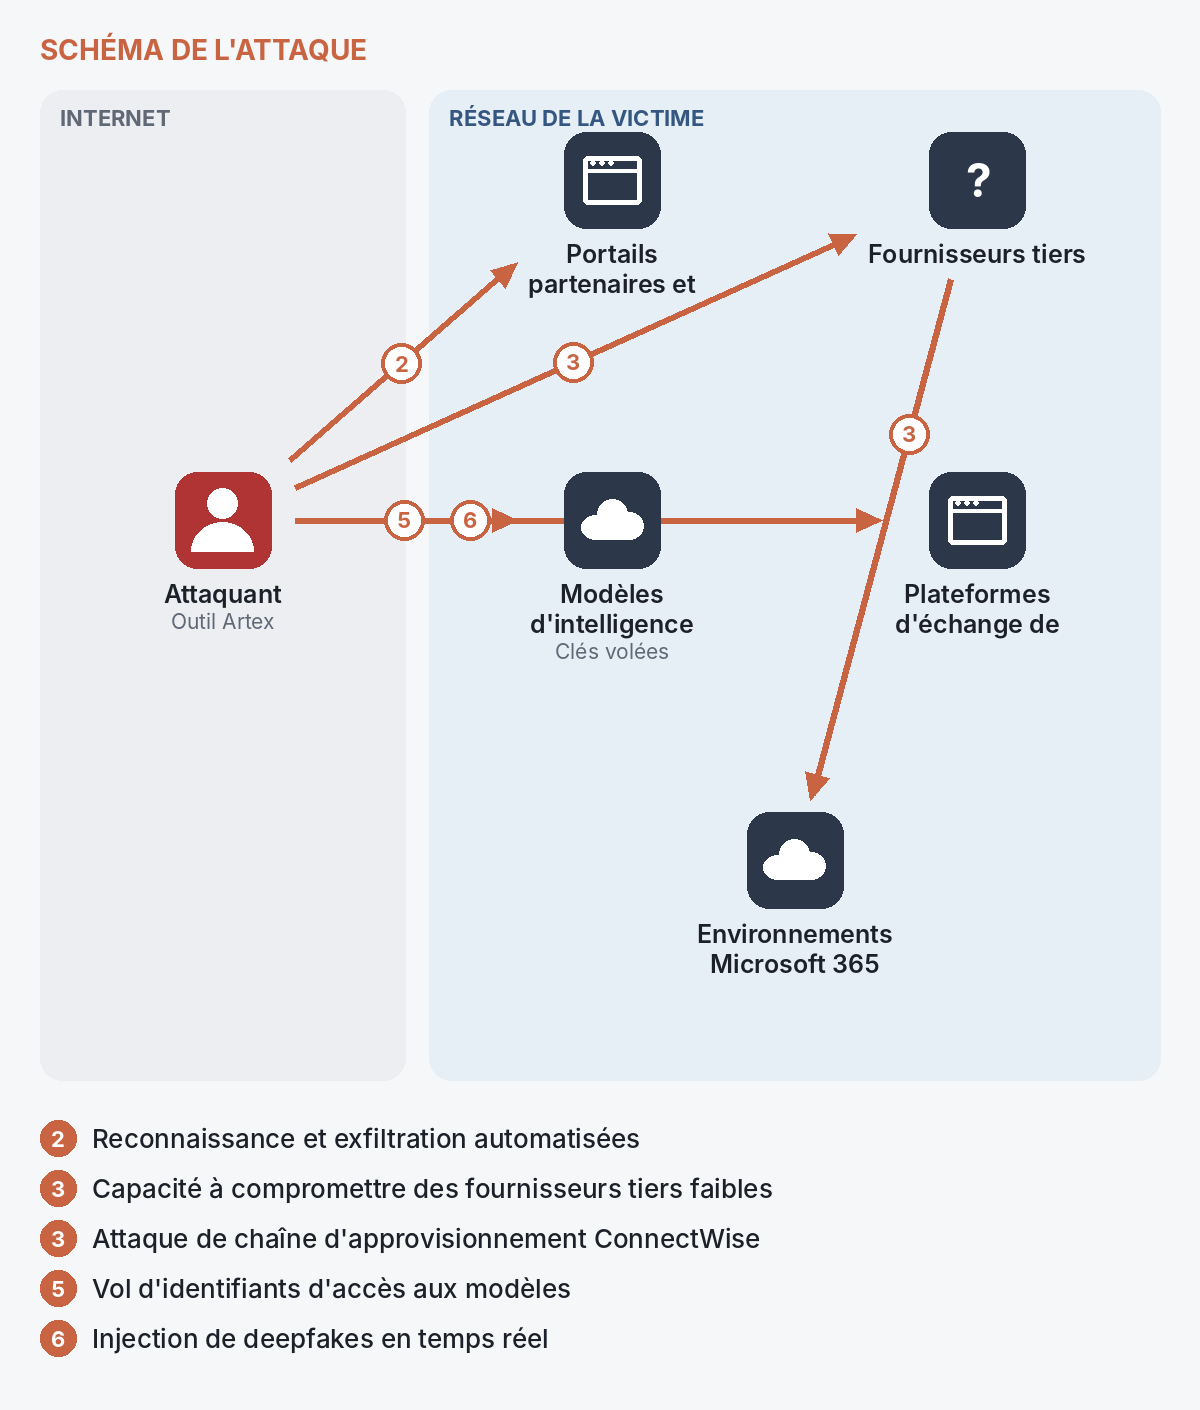 SCHÉMA DE L'ATTAQUE
INTERNET
RÉSEAU DE LA VICTIME
?
Portails
partenaires et
Fournisseurs tiers
2
3
3
5
6
Attaquant
Outil Artex
Modèles
d'intelligence
Clés volées
Plateformes
d'échange de
Environnements
Microsoft 365
2 Reconnaissance et exfiltration automatisées
3 Capacité à compromettre des fournisseurs tiers faibles
3 Attaque de chaîne d'approvisionnement ConnectWise
5 Vol d'identifiants d'accès aux modèles
6 Injection de deepfakes en temps réel